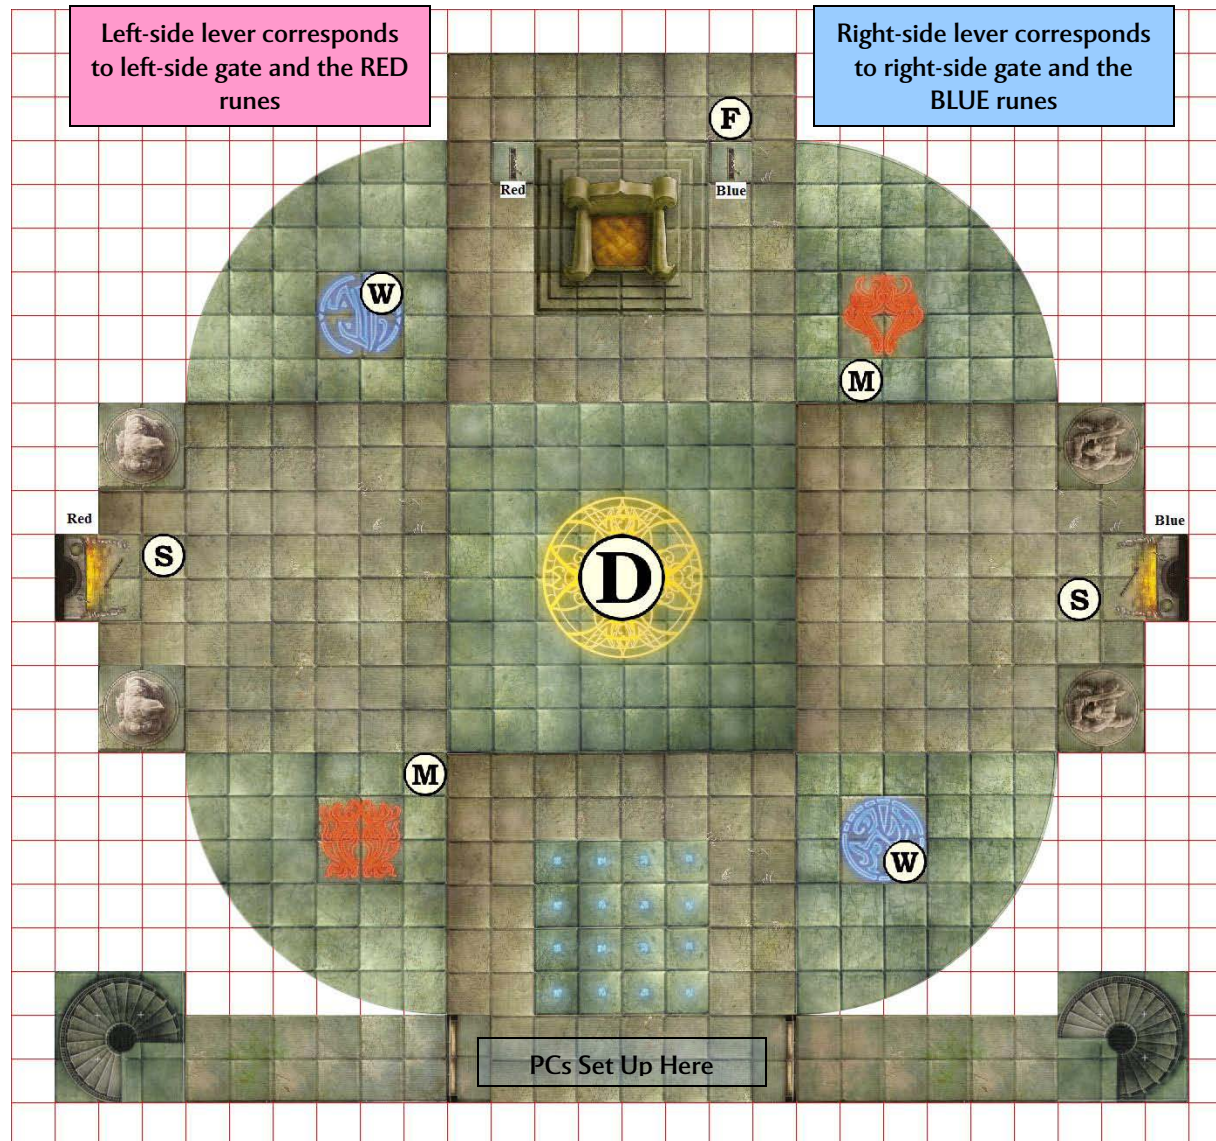 Left-side lever corresponds
to left-side gate and the RED
runes
Right-side lever corresponds
to right-side gate and the
BLUE runes
F
Red
Blue
W
M
Red
Blue
S
D
S
M
W
PCs Set Up Here